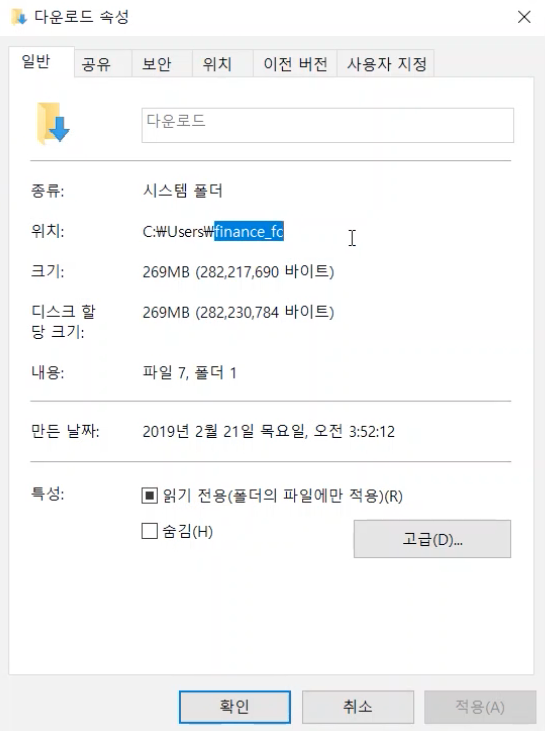 다운로드 속성
일반 공유 보안 위치 이전 버전 사용자 지정
다운로드
종류: 시스템 폴더
위치: C:₩Users₩finance_fc
크기: 269MB (282,217,690 바이트)
디스크 할
당 크기: 269MB (282,230,784 바이트)
내용: 파일 7, 폴더 1
만든 날짜: 2019년 2월 21일 목요일, 오전 3:52:12
특성: 읽기 전용(폴더의 파일에만 적용)(R)
숨김(H)
고급(D)...
확인 취소 적용(A)